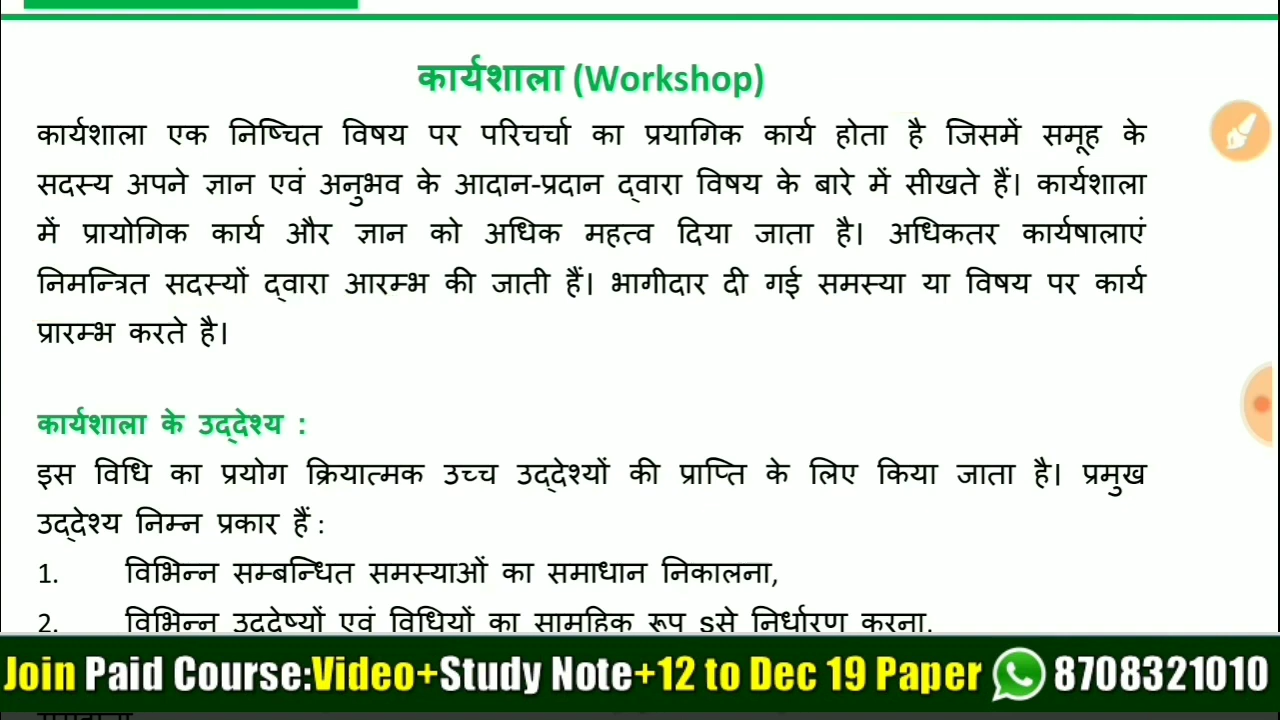 कार्यशाला (Workshop)
कार्यशाला एक निष्चित विषय पर परिचर्चा का प्रयागिक कार्य होता है जिसमें समूह के
सदस्य अपने ज्ञान एवं अनुभव के आदान-प्रदान द्वारा विषय के बारे में सीखते हैं। कार्यशाला
में प्रायोगिक कार्य और ज्ञान को अधिक महत्व दिया जाता है। अधिकतर कार्यषालाएं
निमन्त्रित सदस्यों द्वारा आरम्भ की जाती हैं। भागीदार दी गई समस्या या विषय पर कार्य
प्रारम्भ करते है।
कार्यशाला के उद्देश्य :
इस विधि का प्रयोग क्रियात्मक उच्च उद्देश्यों की प्राप्ति के लिए किया जाता है। प्रमुख
उद्देश्य निम्न प्रकार हैं :
1. विभिन्न सम्बन्धित समस्याओं का समाधान निकालना,
2. विभिन्न उद्देष्यों एवं विधियों का सामूहिक रूप sसे निर्धारण करना,
Join Paid Course:Video+Study Note+12 to Dec 19 Paper 8708321010